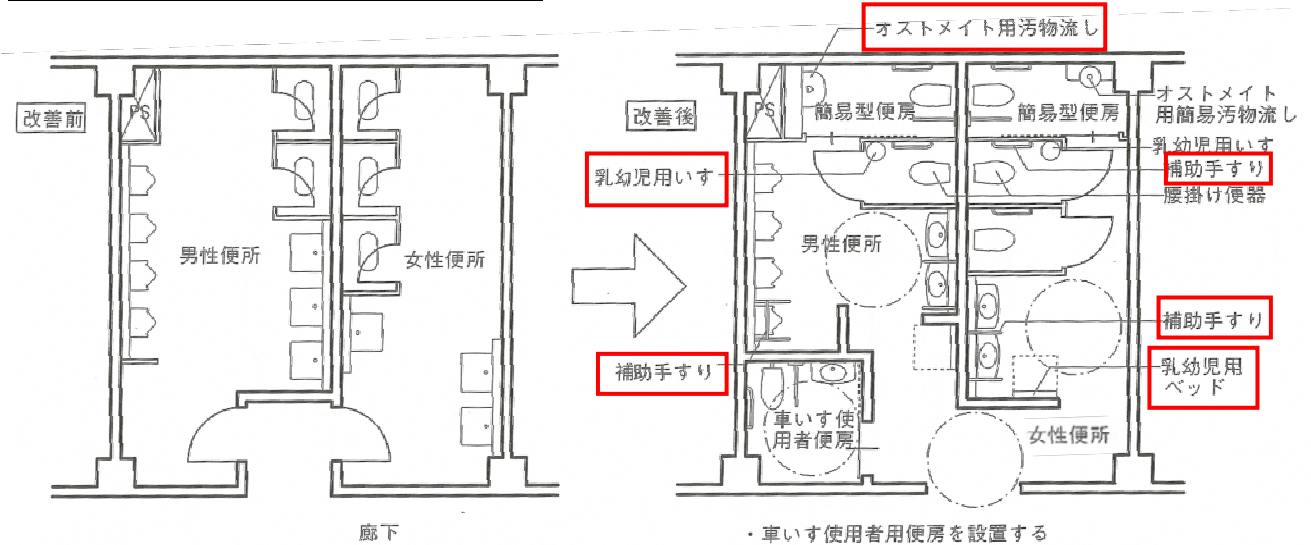 改善前
PS
男性便所
女性便所
廊下
オストメイト用汚物流し
改善後
PS
簡易型便房
簡易型便房
オストメイト
用簡易汚物流し
乳幼児用いす
乳幼児用いす
補助手すり
腰掛け便器
男性便所
補助手すり
補助手すり
乳幼児用
ベッド
車いす使
用者便房
女性便所
・車いす使用者用便房を設置する